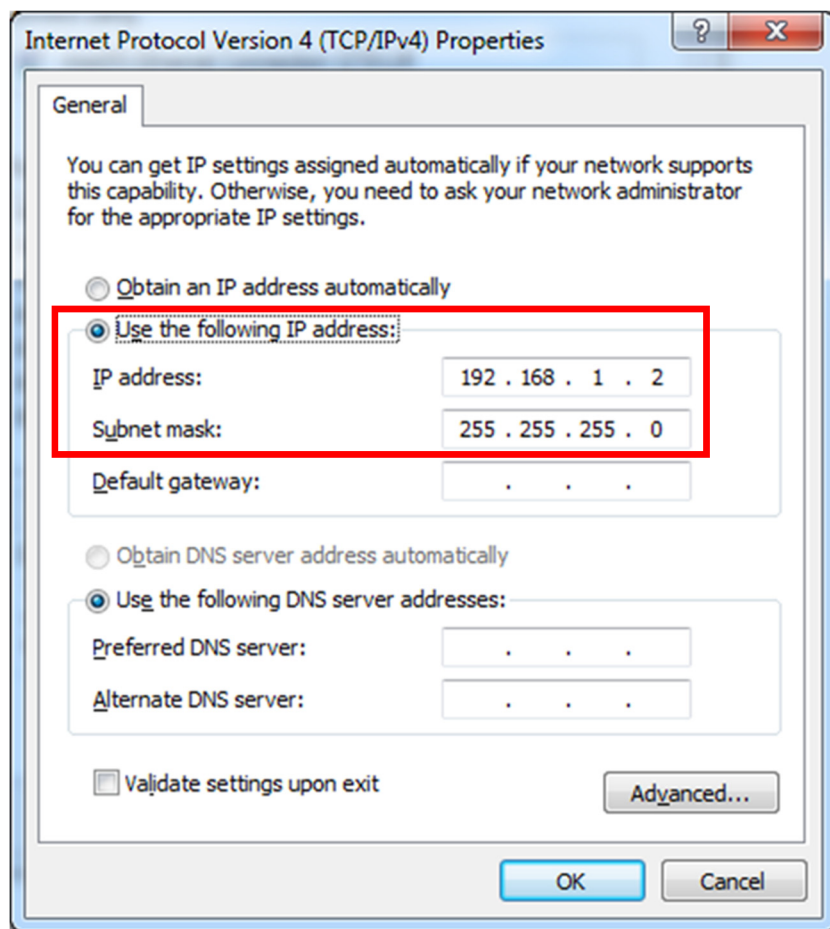 Internet Protocol Version 4 (TCP/IPv4) Properties
General
You can get IP settings assigned automatically if your network supports
this capability. Otherwise, you need to ask your network administrator
for the appropriate IP settings.
Obtain an IP address automatically
Use the following IP address:
IP address: 192 . 168 . 1 . 2
Subnet mask: 255 . 255 . 255 . 0
Default gateway: . . .
Obtain DNS server address automatically
Use the following DNS server addresses:
Preferred DNS server: . . .
Alternate DNS server: . . .
Validate settings upon exit
Advanced...
OK Cancel